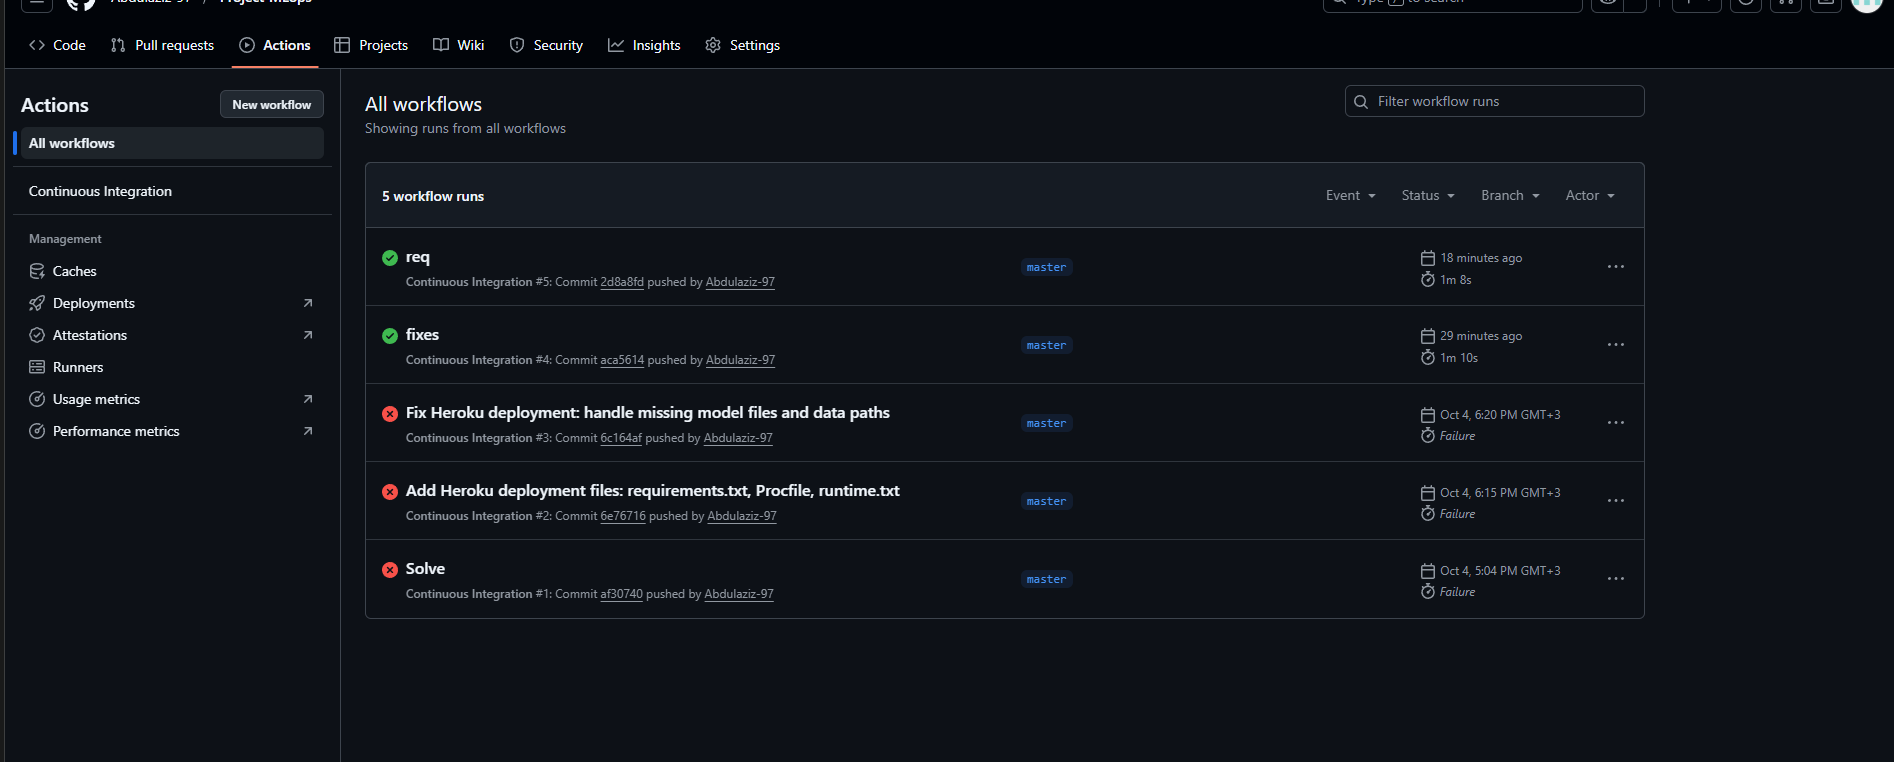 Abdulaziz-97 / Project-MLops
Type / to search
Code Pull requests Actions Projects Wiki Security Insights Settings
Actions
New workflow
All workflows
Continuous Integration
Management
Caches
Deployments
Attestations
Runners
Usage metrics
Performance metrics
All workflows
Showing runs from all workflows
Filter workflow runs
5 workflow runs
Event Status Branch Actor
req
Continuous Integration #5: Commit 2d8a8fd pushed by Abdulaziz-97
master
18 minutes ago
1m 8s
fixes
Continuous Integration #4: Commit aca5614 pushed by Abdulaziz-97
master
29 minutes ago
1m 10s
Fix Heroku deployment: handle missing model files and data paths
Continuous Integration #3: Commit 6c164af pushed by Abdulaziz-97
master
Oct 4, 6:20 PM GMT+3
Failure
Add Heroku deployment files: requirements.txt, Procfile, runtime.txt
Continuous Integration #2: Commit 6e76716 pushed by Abdulaziz-97
master
Oct 4, 6:15 PM GMT+3
Failure
Solve
Continuous Integration #1: Commit af30740 pushed by Abdulaziz-97
master
Oct 4, 5:04 PM GMT+3
Failure